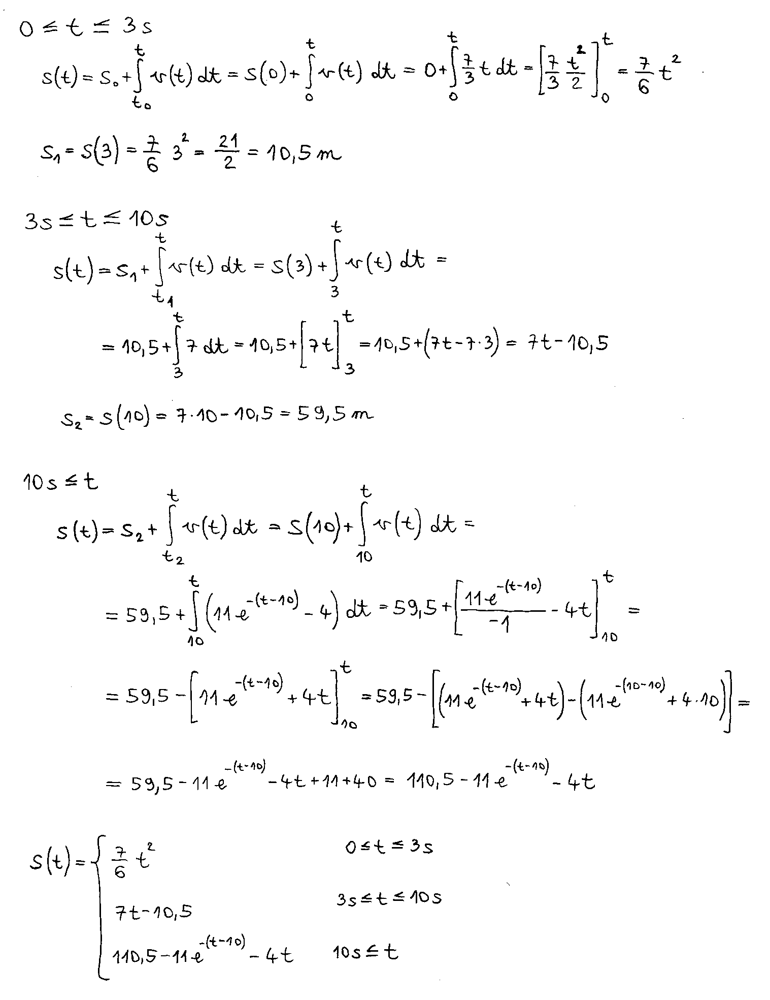 0 ≤ t ≤ 3s
s(t) = s₀ + ∫_{t₀}^{t} v(t) dt = s(0) + ∫_{0}^{t} v(t) dt = 0 + ∫_{0}^{t} 7/3 t dt = [7/3 t²/2]_{0}^{t} = 7/6 t²
s₁ = s(3) = 7/6 3² = 21/2 = 10,5 m
3s ≤ t ≤ 10s
s(t) = s₁ + ∫_{t₁}^{t} v(t) dt = s(3) + ∫_{3}^{t} v(t) dt =
= 10,5 + ∫_{3}^{t} 7 dt = 10,5 + [7t]_{3}^{t} = 10,5 + (7t - 7·3) = 7t - 10,5
s₂ = s(10) = 7·10 - 10,5 = 59,5 m
10s ≤ t
s(t) = s₂ + ∫_{t₂}^{t} v(t) dt = s(10) + ∫_{10}^{t} v(t) dt =
= 59,5 + ∫_{10}^{t} (11e^{-(t-10)} - 4) dt = 59,5 + [11e^{-(t-10)}/-1 - 4t]_{10}^{t} =
= 59,5 - [11e^{-(t-10)} + 4t]_{10}^{t} = 59,5 - [(11e^{-(t-10)} + 4t) - (11e^{-(10-10)} + 4·10)] =
= 59,5 - 11e^{-(t-10)} - 4t + 11 + 40 = 110,5 - 11e^{-(t-10)} - 4t
s(t) = { 7/6 t² 0 ≤ t ≤ 3s
7t - 10,5 3s ≤ t ≤ 10s
110,5 - 11e^{-(t-10)} - 4t 10s ≤ t